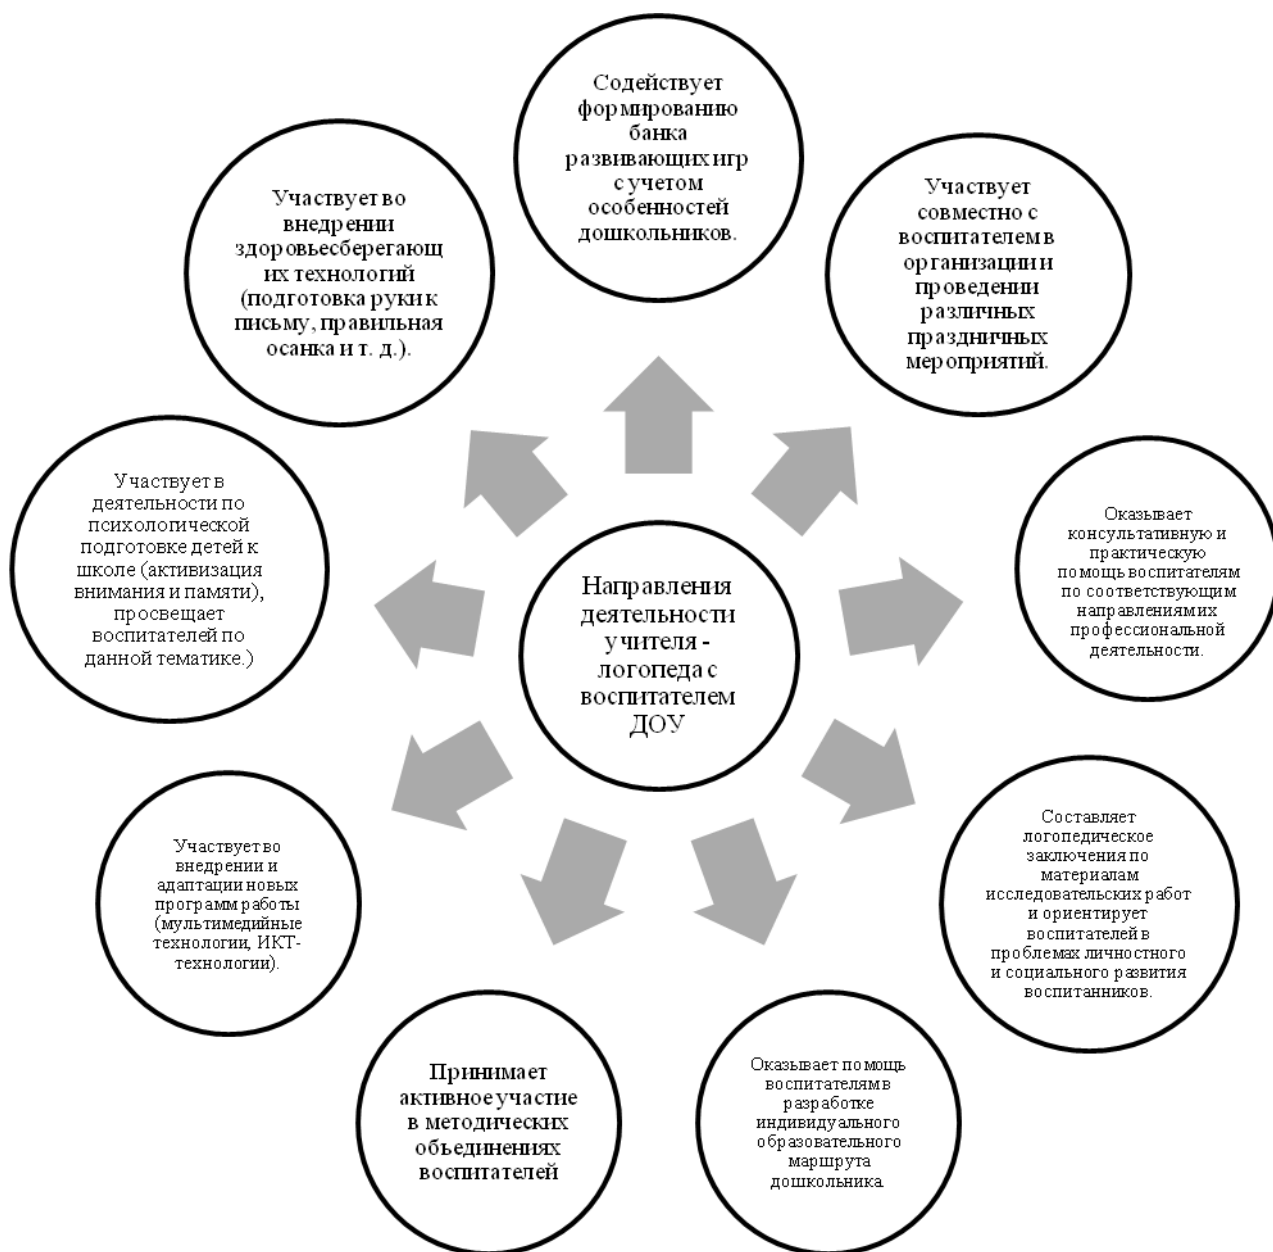 Содействует
формированию
банка
развивающих игр
с учетом
особенностей
дошкольников.
Участвует
совместно с
воспитателем в
организации и
проведении
различных
праздничных
мероприятий.
Оказывает
консультативную и
практическую
помощь воспитателям
по соответствующим
направлениям их
профессиональной
деятельности.
Составляет
логопедическое
заключения по
материалам
исследовательских работ
и ориентирует
воспитателей в
проблемах личностного
и социального развития
воспитанников.
Оказывает помощь
воспитателям в
разработке
индивидуального
образовательного
маршрута
дошкольника.
Принимает
активное участие
в методических
объединениях
воспитателей
Участвует во
внедрении и
адаптации новых
программ работы
(мультимедийные
технологии, ИКТ-
технологии).
Участвует в
деятельности по
психологической
подготовке детей к
школе (активизация
внимания и памяти),
просвещает
воспитателей по
данной тематике.)
Участвует во
внедрении
здоровьесберегающ
их технологий
(подготовка руки к
письму, правильная
осанка и т. д.).
Направления
деятельности
учителя -
логопеда с
воспитателем
ДОУ